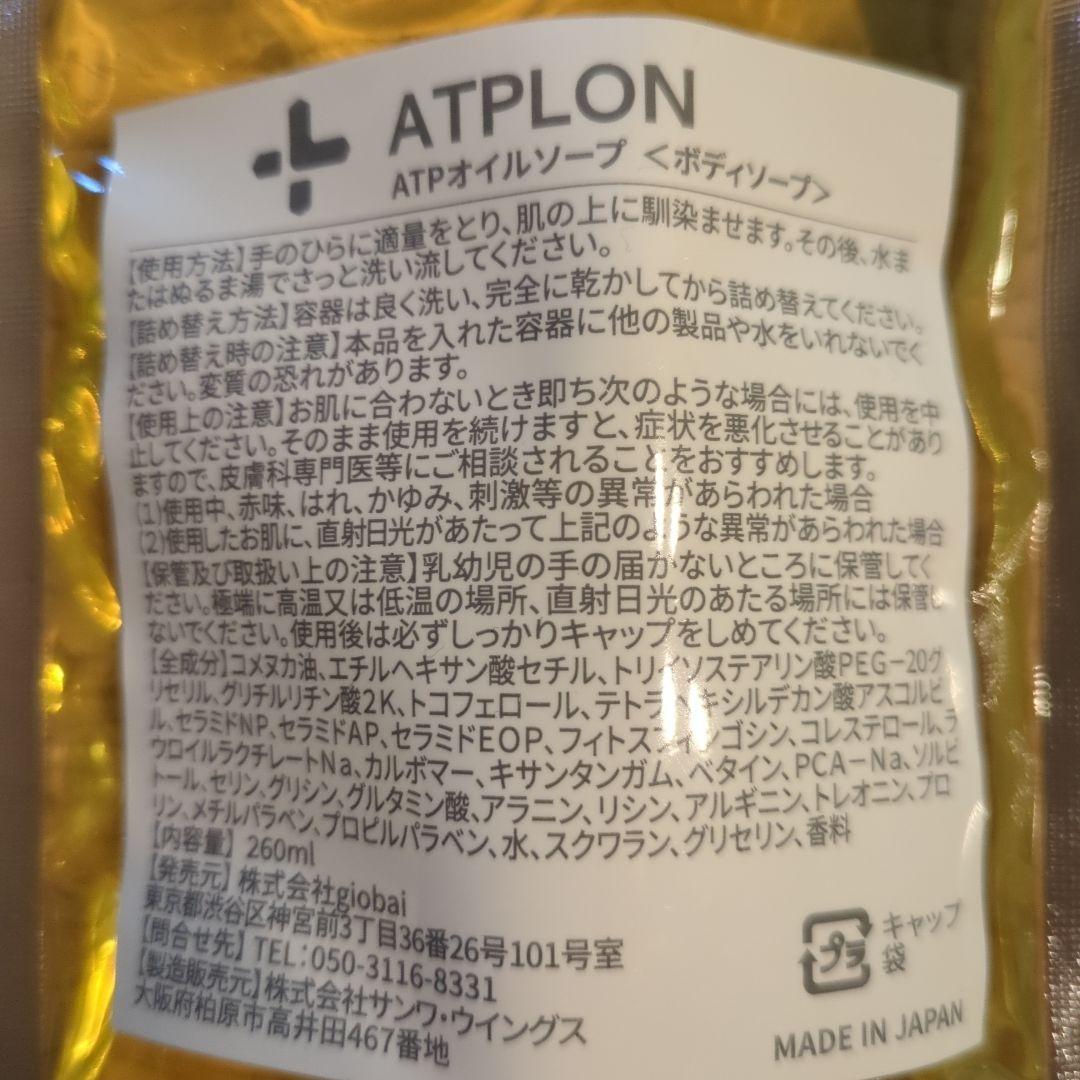 ATPLON
ATPオイルソープ <ボディソープ>
【使用方法】手のひらに適量をとり、肌の上に馴染ませます。その後、水ま
たはぬるま湯でさっと洗い流してください。
【詰め替え方法】容器は良く洗い、完全に乾かしてから詰め替えてください。
【詰め替え時の注意】本品を入れた容器に他の製品や水をいれないでく
ださい。変質の恐れがあります。
【使用上の注意】お肌に合わないとき即ち次のような場合には、使用を中
止してください。そのまま使用を続けますと、症状を悪化させることがあり
ますので、皮膚科専門医等にご相談されることをおすすめします。
(1)使用中、赤味、はれ、かゆみ、刺激等の異常があらわれた場合
(2)使用したお肌に、直射日光があたって上記のような異常があらわれた場合
【保管及び取扱い上の注意】乳幼児の手の届かないところに保管してく
ださい。極端に高温又は低温の場所、直射日光のあたる場所には保管し
ないでください。使用後は必ずしっかりキャップをしめてください。
【全成分】コメヌカ油、エチルヘキサン酸セチル、トリイソステアリン酸PEG-20グ
リセリル、グリチルリチン酸2K、トコフェロール、テトラヘキシルデカン酸アスコルビ
ル、セラミドNP、セラミドAP、セラミドEOP、フィトスフィンゴシン、コレステロール、ラ
ウロイルラクチレートNa、カルボマー、キサンタンガム、ベタイン、PCA-Na、ソルビ
トール、セリン、グリシン、グルタミン酸、アラニン、リシン、アルギニン、トレオニン、プロ
リン、メチルパラベン、プロピルパラベン、水、スクワラン、グリセリン、香料
【内容量】 260ml
【発売元】 株式会社giobai
東京都渋谷区神宮前3丁目36番26号101号室
【問合せ先】 TEL:050-3116-8331
【製造販売元】株式会社サンワ・ウイングス
大阪府柏原市高井田467番地
プラ
キャップ
袋
MADE IN JAPAN